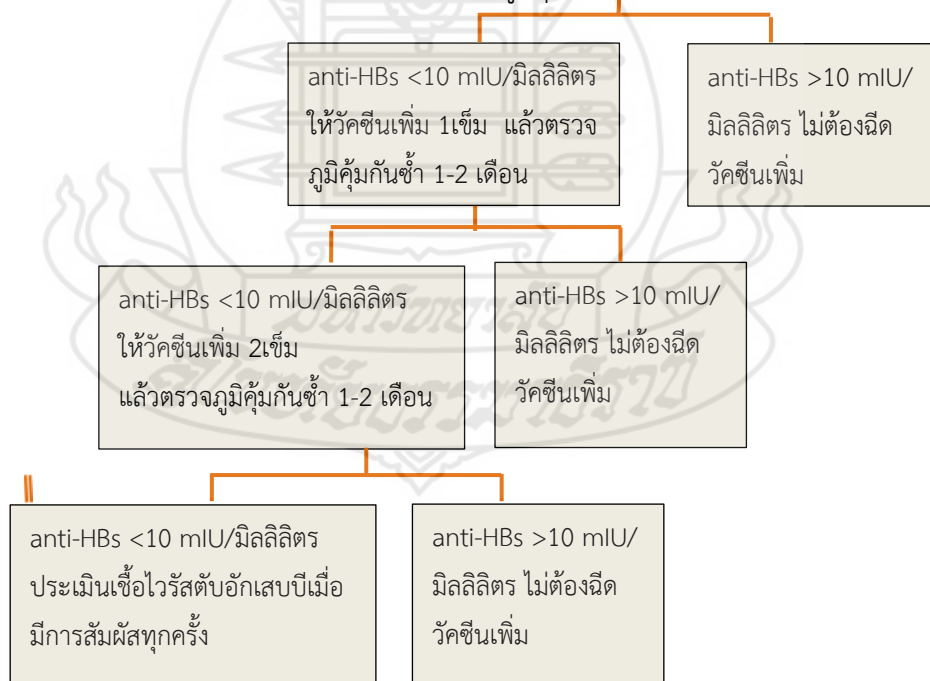 anti-HBs <10 mIU/มิลลิลิตร
ให้วัคซีนเพิ่ม 1เข็ม แล้วตรวจ
ภูมิคุ้มกันซ้ำ 1-2 เดือน
anti-HBs >10 mIU/
มิลลิลิตร ไม่ต้องฉีด
วัคซีนเพิ่ม
anti-HBs <10 mIU/มิลลิลิตร
ให้วัคซีนเพิ่ม 2เข็ม
แล้วตรวจภูมิคุ้มกันซ้ำ 1-2 เดือน
anti-HBs >10 mIU/
มิลลิลิตร ไม่ต้องฉีด
วัคซีนเพิ่ม
anti-HBs <10 mIU/มิลลิลิตร
ประเมินเชื้อไวรัสตับอักเสบบีเมื่อ
มีการสัมผัสทุกครั้ง
anti-HBs >10 mIU/
มิลลิลิตร ไม่ต้องฉีด
วัคซีนเพิ่ม